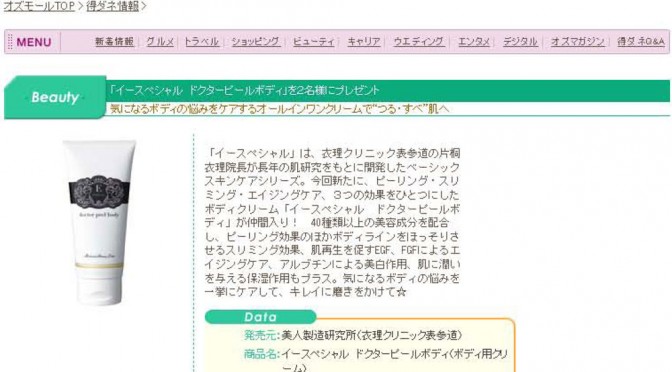 オズモールTOP > 得ダネ情報 >
MENU 新着情報 | グルメ | トラベル | ショッピング | ビューティ | キャリア | ウエディング | エンタメ | デジタル | オズマガジン | 得ダネQ&A
Beauty
「イースペシャル ドクターピールボディ」を2名様にプレゼント
気になるボディの悩みをケアするオールインワンクリームで“つる・すべ”肌へ
E
doctor peel body
「イースペシャル」は、衣理クリニック表参道の片桐
衣理院長が長年の肌研究をもとに開発したベーシック
スキンケアシリーズ。今回新たに、ピーリング・スリ
ミング・エイジングケア、3つの効果をひとつにした
ボディクリーム「イースペシャル ドクターピールボ
ディ」が仲間入り! 40種類以上の美容成分を配合
し、ピーリング効果のほかボディラインをほっそりさ
せるスリミング効果、肌再生を促すEGF、FGFによるエ
イジングケア、アルブチンによる美白作用、肌に潤い
を与える保湿作用もプラス。気になるボディの悩みを
一挙にケアして、キレイに磨きをかけて☆
Data
発売元:美人製造研究所(衣理クリニック表参道)
商品名:イースペシャル ドクターピールボディ(ボディ用クリ
ーム)